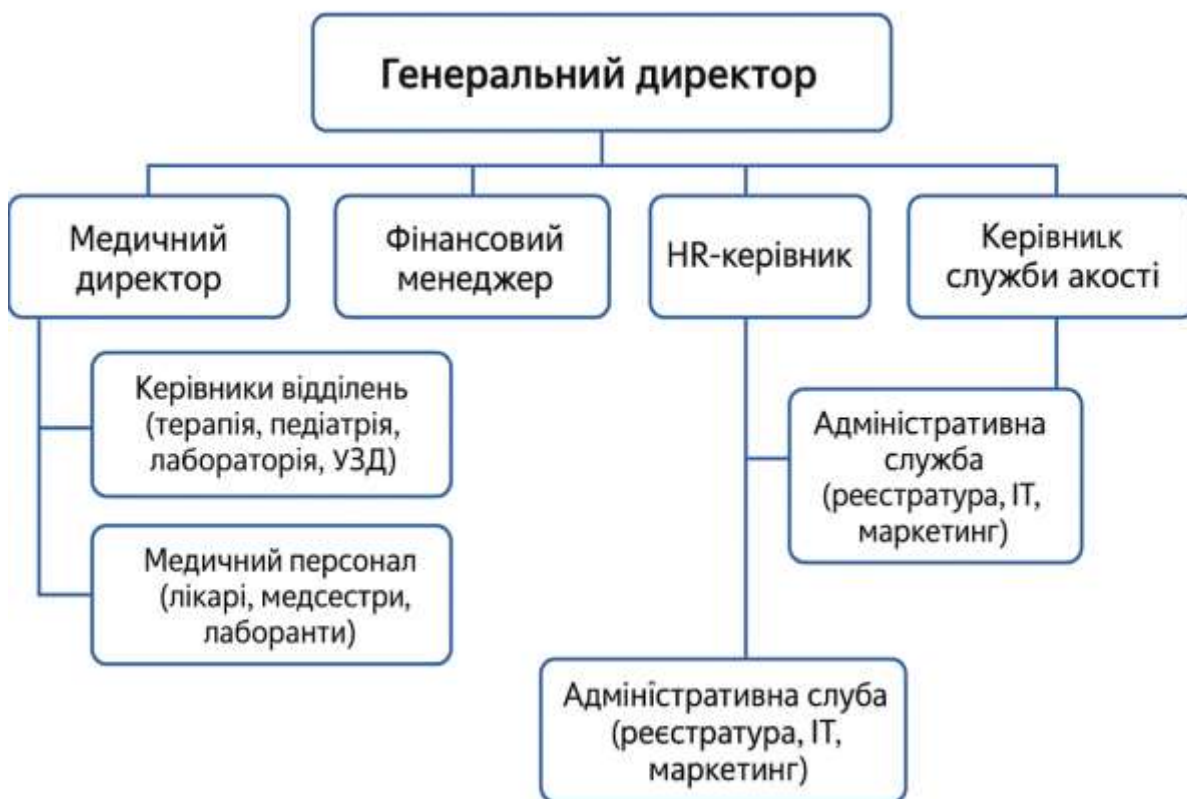 Генеральний директор
Медичний
директор
Фінансовий
менеджер
HR-керівник
Керівниιк
служби акості
Керівники відділень
(терапія, педіатрія,
лабораторія, УЗД)
Медичний персонал
(лікарі, медсестри,
лаборанти)
Адміністративна
служба
(реєстратура, IT,
маркетинг)
Адміністративна слуба
(реєстратура, IT,
маркетинг)